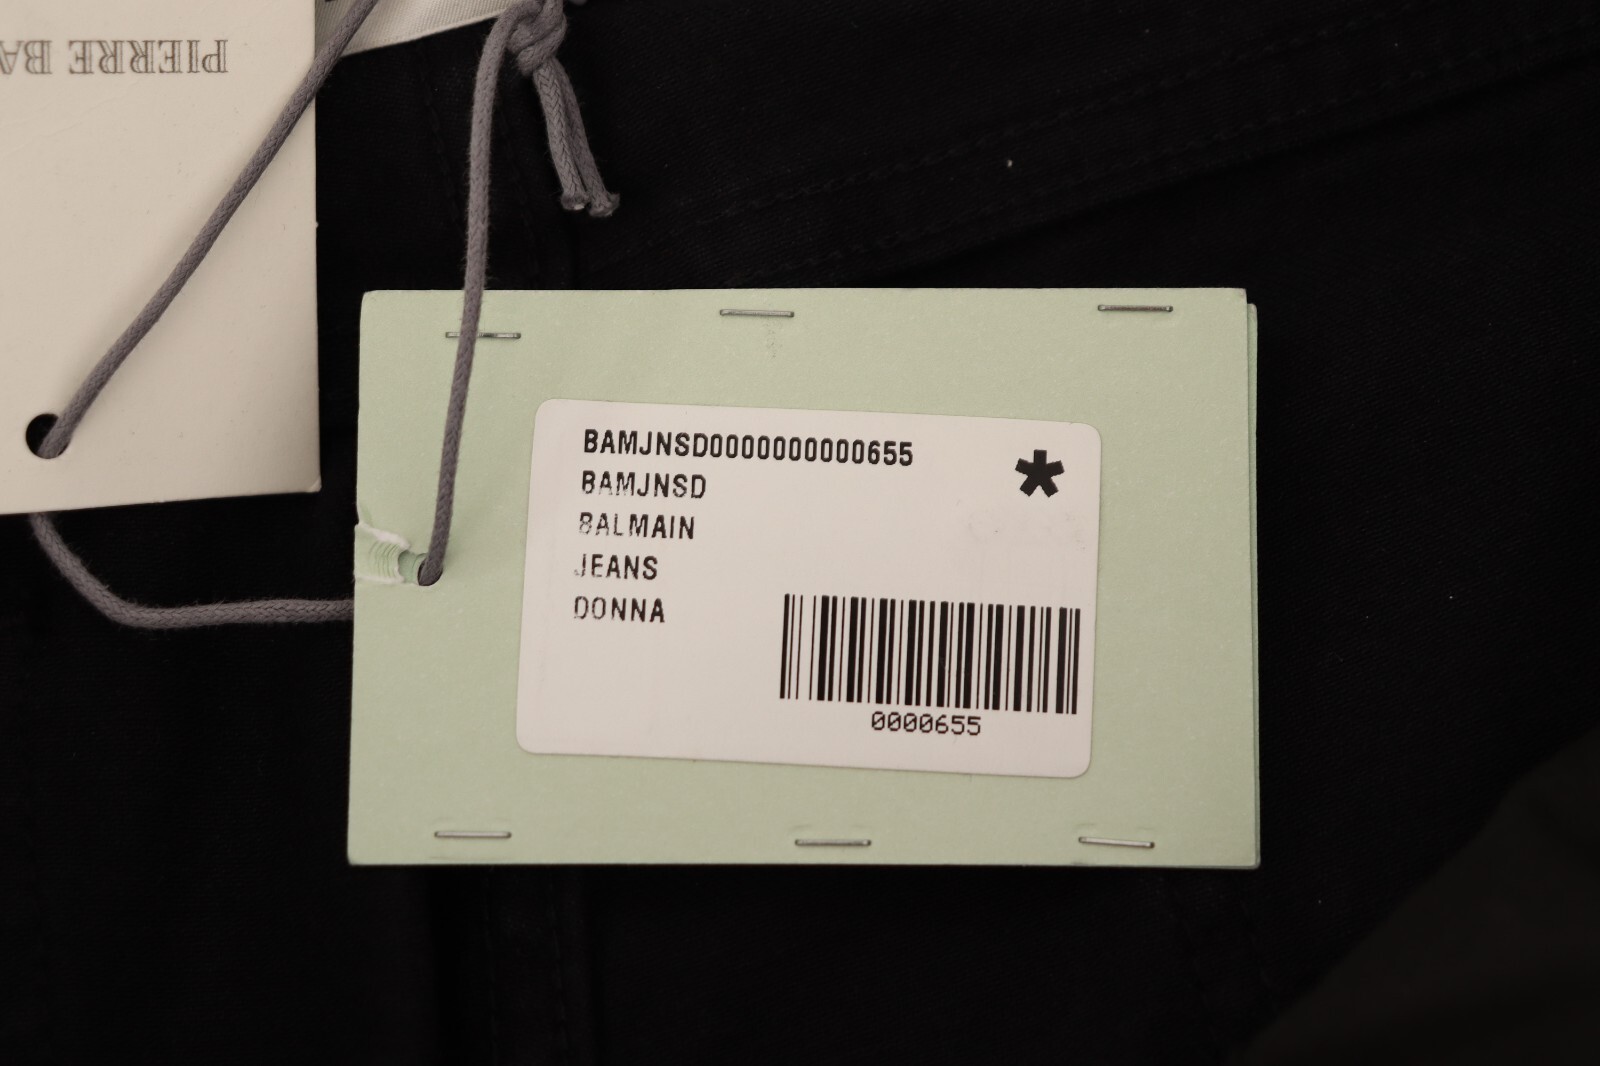 PIERRE BA
BAMJNSD0000000000655
BAMJNSD
BALMAIN
JEANS
DONNA
*
0000655